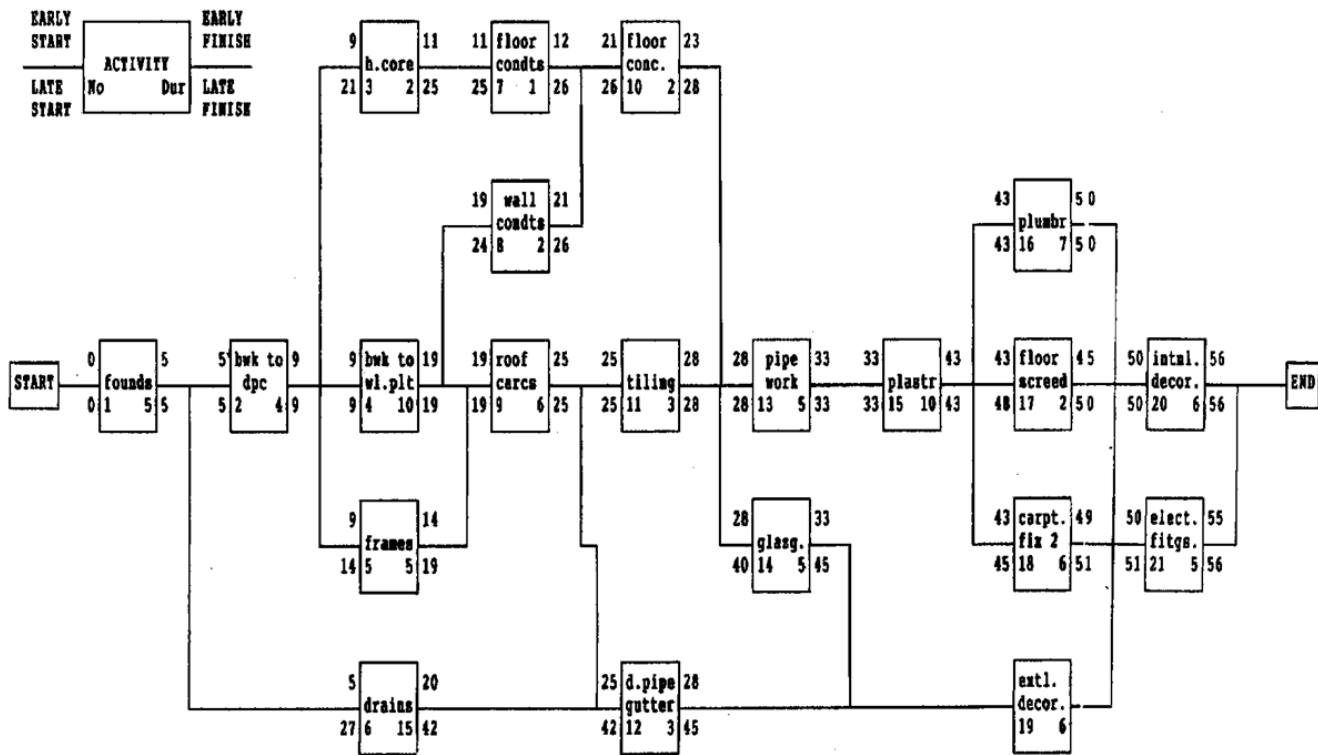 EARLY START
EARLY FINISH
ACTIVITY
No Dur
LATE START
LATE FINISH
9 11
h.core
3 2
21 25
11 12
floor
condts
7 1
25 26
21 23
floor
conc.
10 2
26 28
19 21
wall
condts
8 2
24 26
43 50
plumbr
16 7
43 50
START
0 5
founds
1 5
0 5
5 9
bwk to
dpc
2 4
5 9
9 19
bwk to
wl.plt
4 10
9 19
19 25
roof
carcs
9 6
19 25
25 28
tiling
11 3
25 28
28 33
pipe
work
13 5
28 33
33 43
plastr
15 10
33 43
43 45
floor
screed
17 2
48 50
50 56
intnl.
decor.
20 6
50 56
END
9 14
frames
5 5
14 19
28 33
glasg.
14 5
40 45
43 49
carpt.
fix 2
18 6
45 51
50 55
elect.
fitgs.
21 5
51 56
5 20
drains
6 15
27 42
25 28
d.pipe
gutter
12 3
42 45
extl.
decor.
19 6